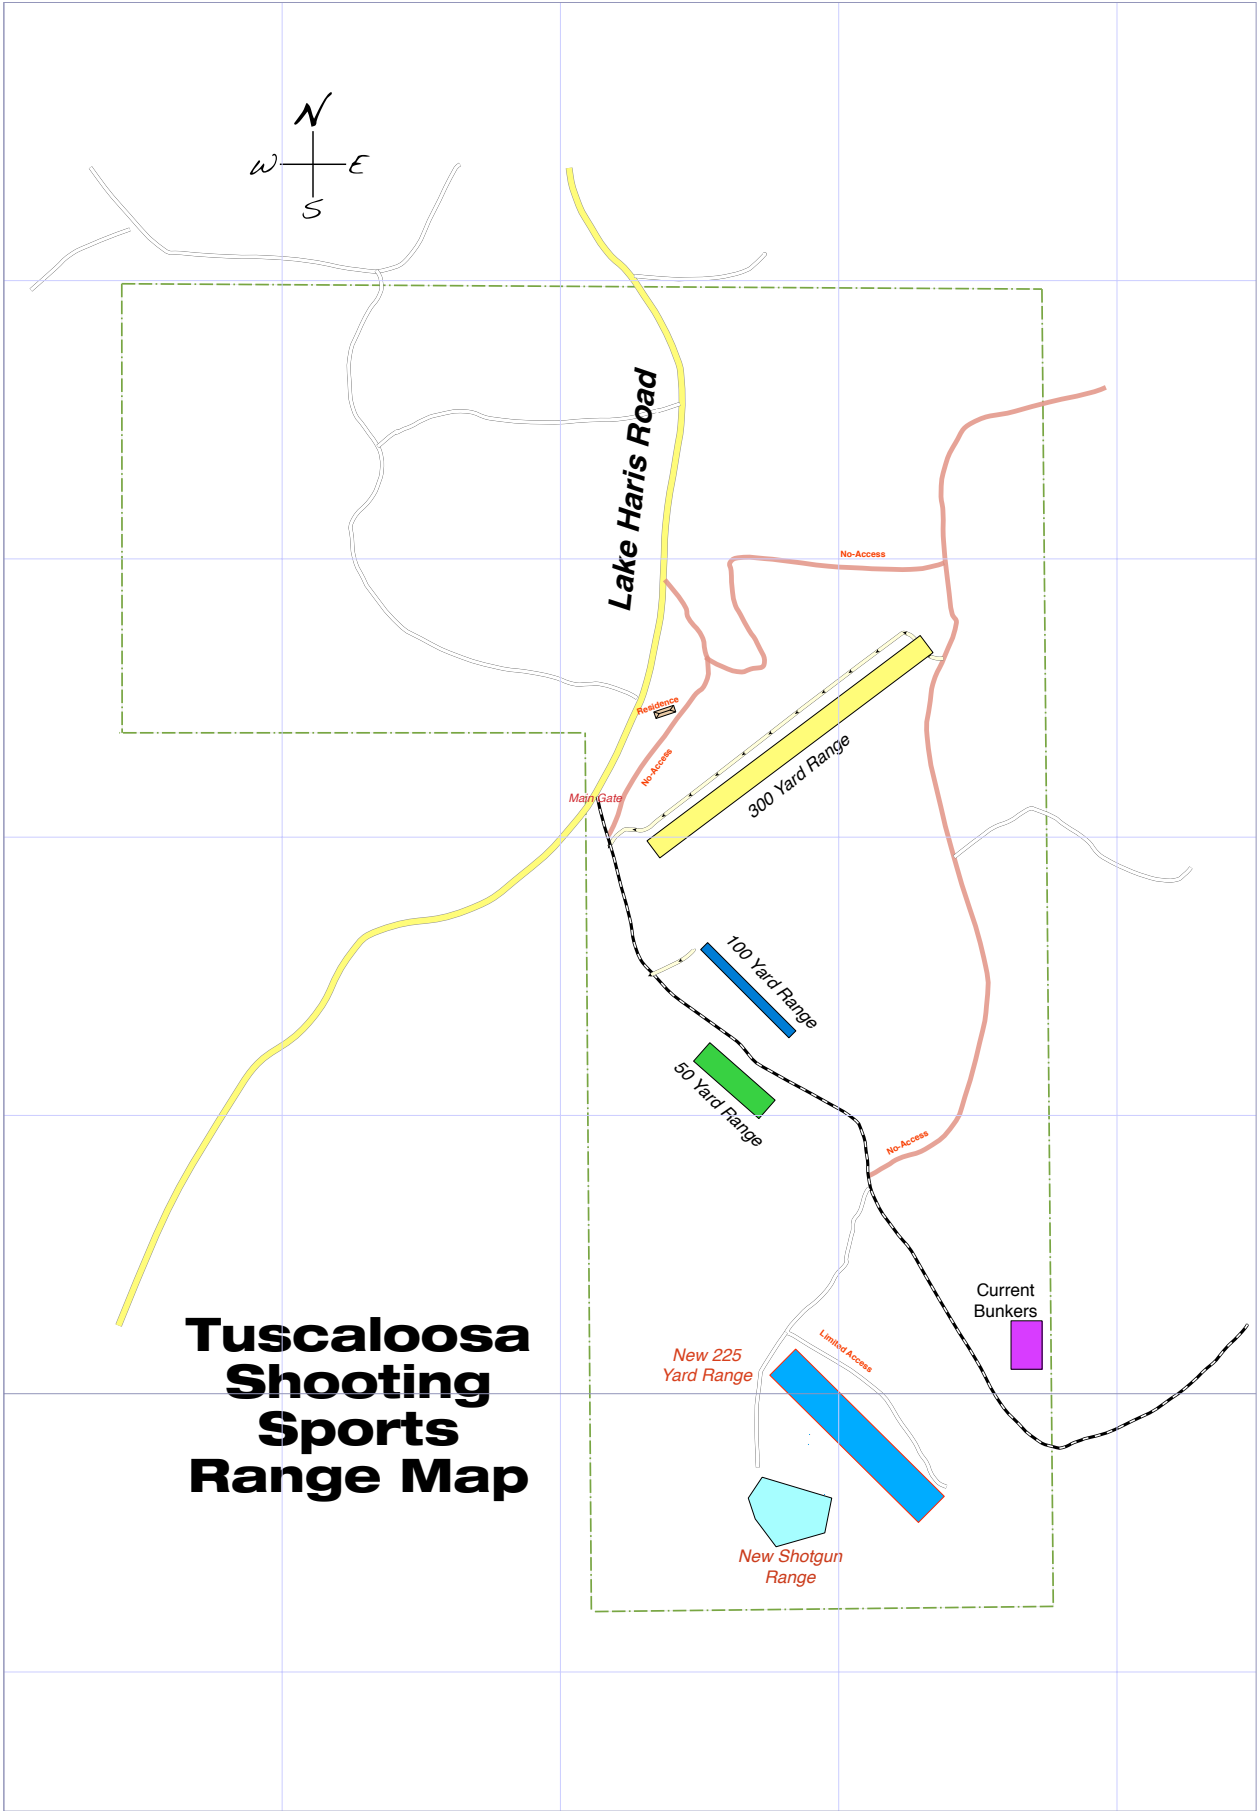 N
W E
S
Lake Haris Road
No-Access
Residence
No-Access
Main Gate
300 Yard Range
100 Yard Range
50 Yard Range
No-Access
Current
Bunkers
Limited Access
New 225
Yard Range
Tuscaloosa
Shooting
Sports
Range Map
New Shotgun
Range